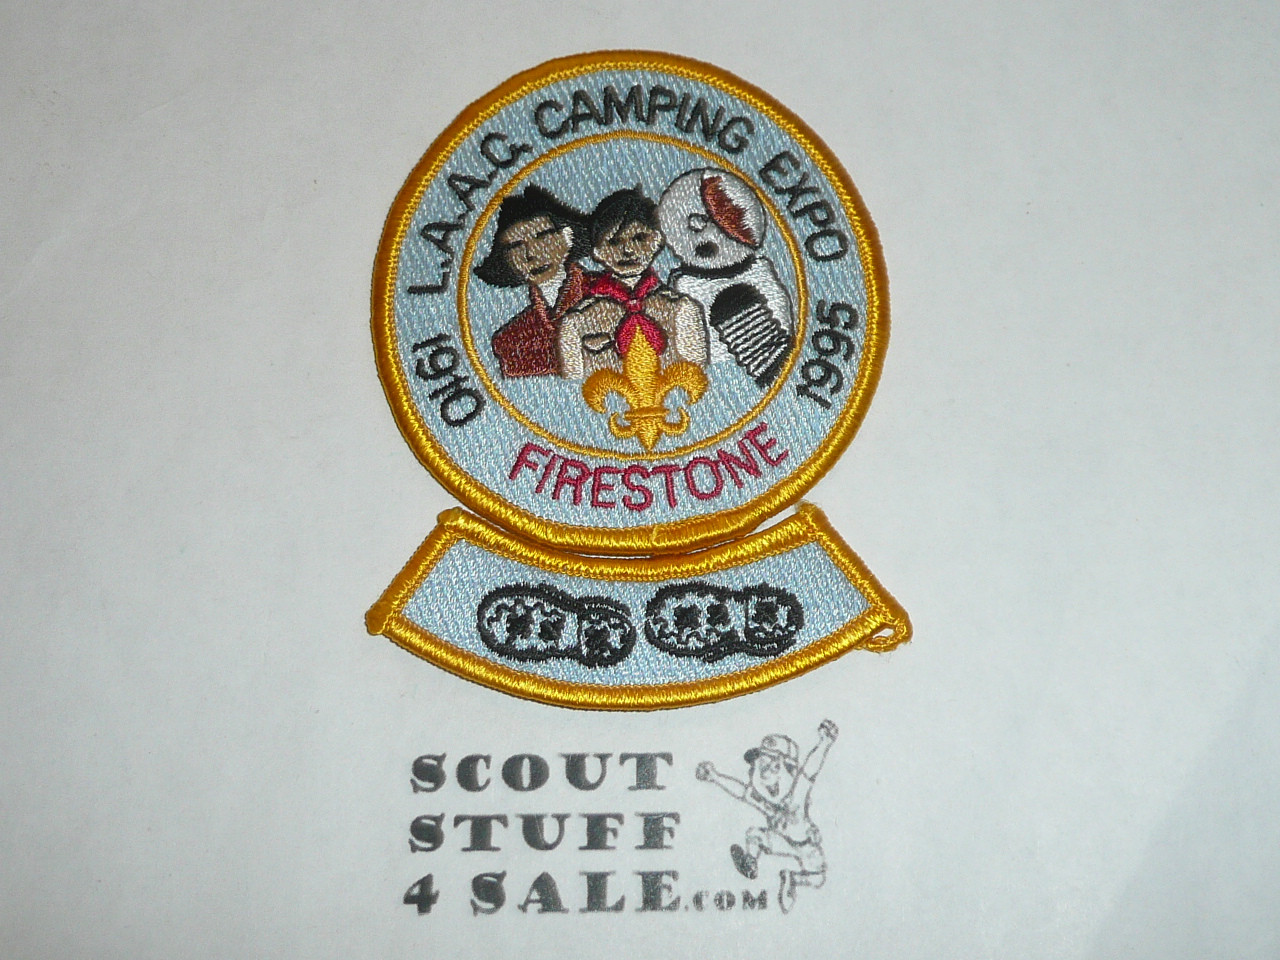 L.A.A.C. CAMPING EXPO
1910
1995
FIRESTONE
SCOUT
STUFF
4 SALE.COM